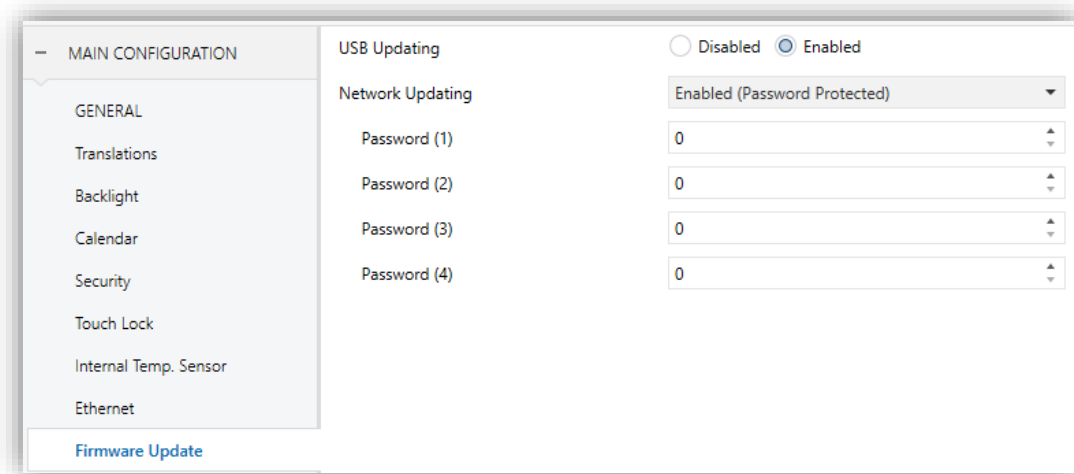 MAIN CONFIGURATION
GENERAL
Translations
Backlight
Calendar
Security
Touch Lock
Internal Temp. Sensor
Ethernet
Firmware Update
USB Updating Disabled Enabled
Network Updating Enabled (Password Protected)
Password (1) 0
Password (2) 0
Password (3) 0
Password (4) 0